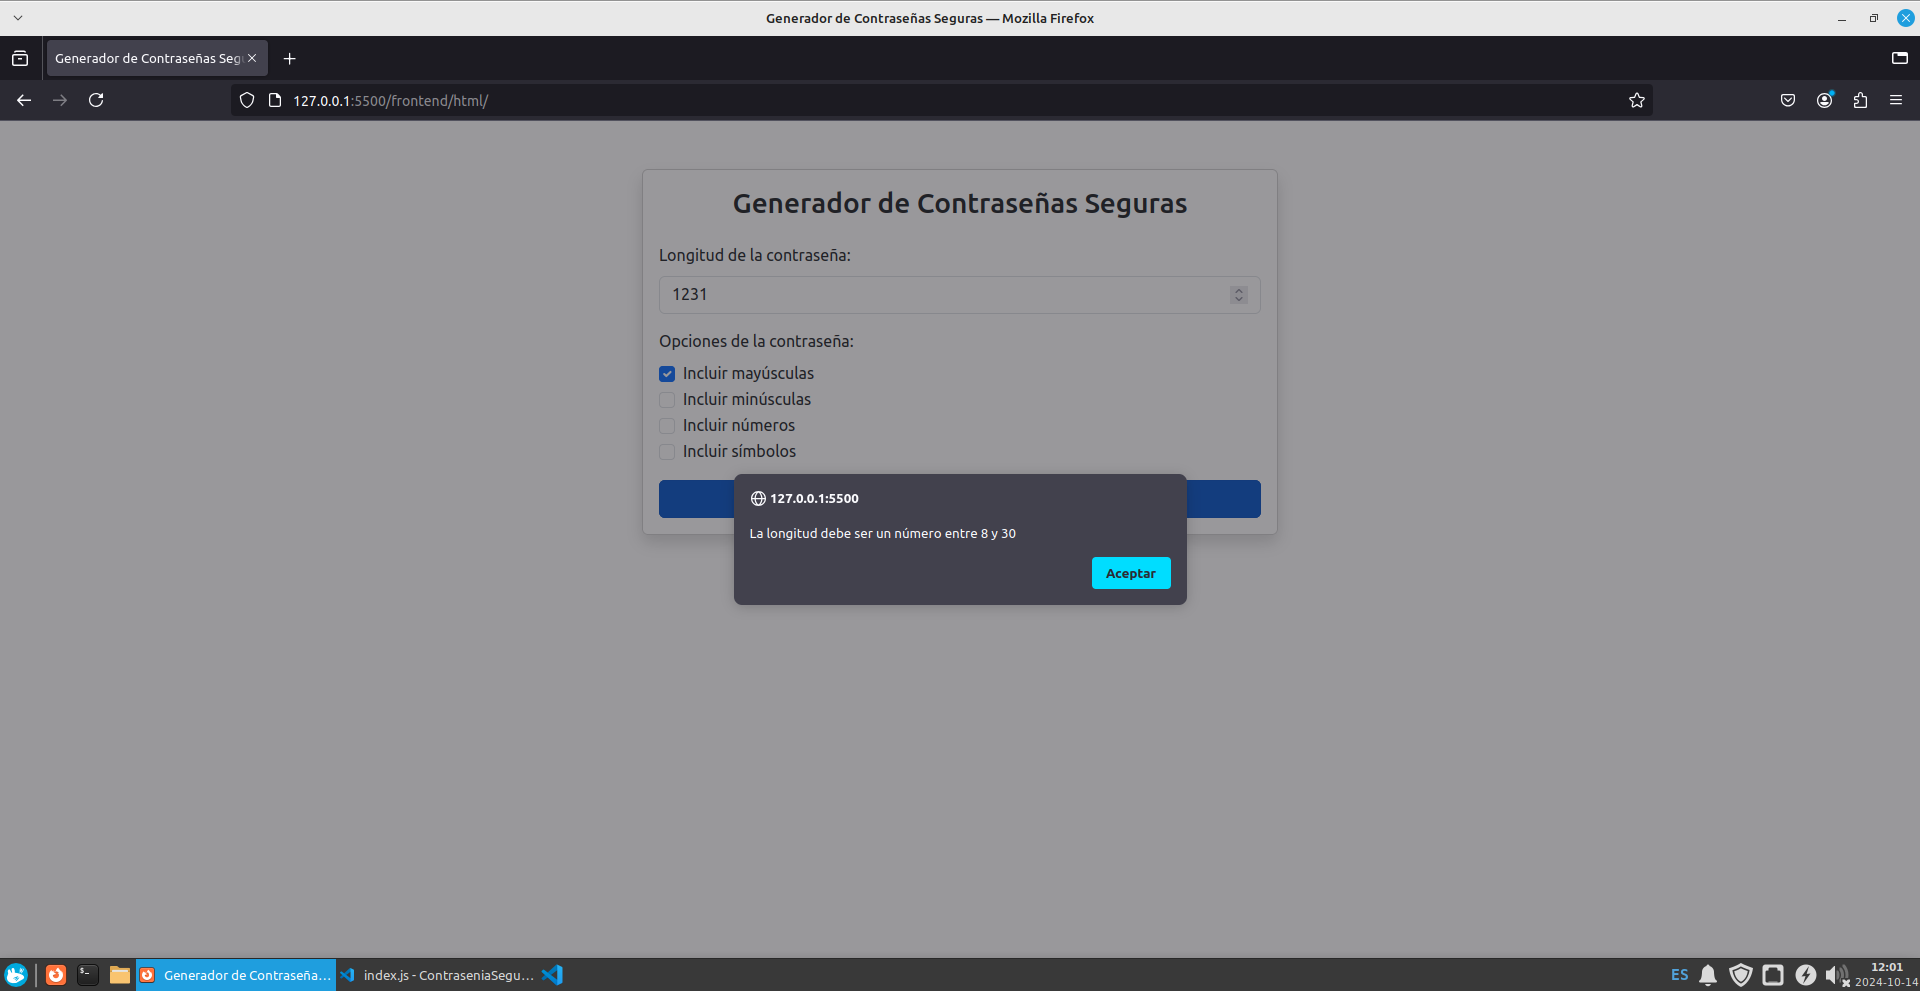 Generador de Contraseñas Seguras — Mozilla Firefox
Generador de Contraseñas Seg
127.0.0.1:5500/frontend/html/
Generador de Contraseñas Seguras
Longitud de la contraseña:
1231
Opciones de la contraseña:
Incluir mayúsculas
Incluir minúsculas
Incluir números
Incluir símbolos
127.0.0.1:5500
La longitud debe ser un número entre 8 y 30
Aceptar
Generador de Contraseña...
index.js - ContraseniaSegu...
ES
12:01
2024-10-14